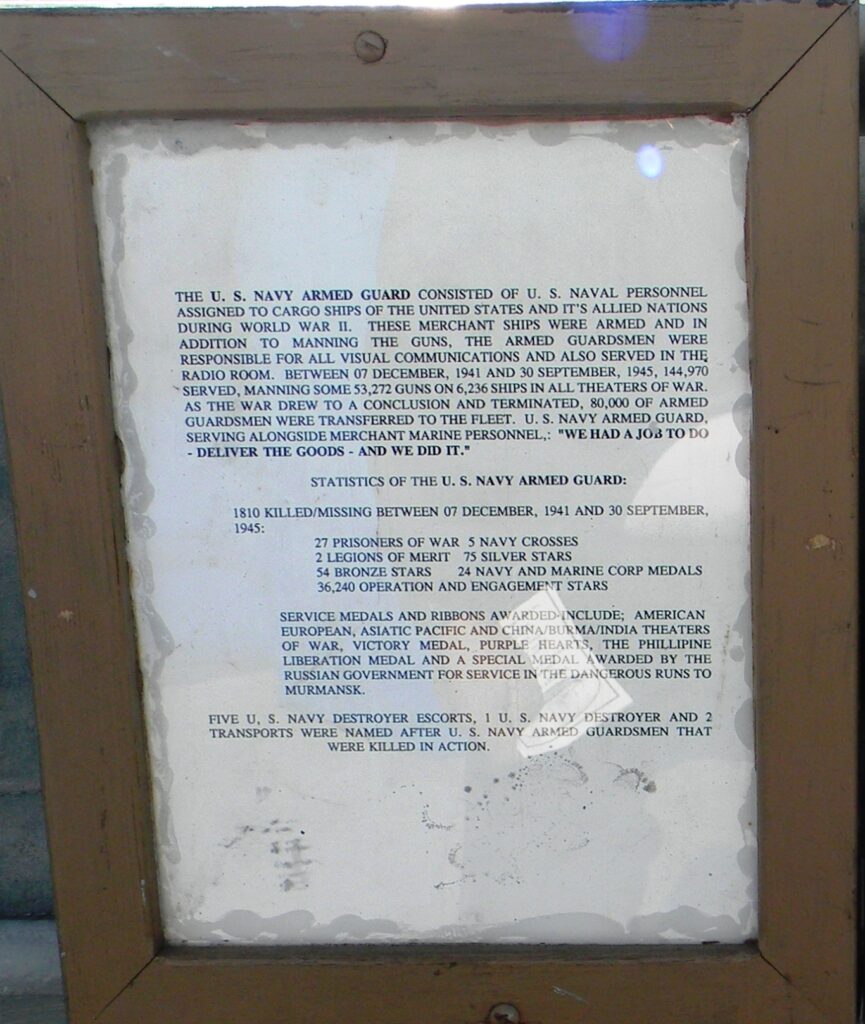 THE U. S. NAVY ARMED GUARD CONSISTED OF U. S. NAVAL PERSONNEL
ASSIGNED TO CARGO SHIPS OF THE UNITED STATES AND IT'S ALLIED NATIONS
DURING WORLD WAR II. THESE MERCHANT SHIPS WERE ARMED AND IN
ADDITION TO MANNING THE GUNS, THE ARMED GUARDSMEN WERE
RESPONSIBLE FOR ALL VISUAL COMMUNICATIONS AND ALSO SERVED IN THE
RADIO ROOM. BETWEEN 07 DECEMBER, 1941 AND 30 SEPTEMBER, 1945, 144,970
SERVED, MANNING SOME 53,272 GUNS ON 6,236 SHIPS IN ALL THEATERS OF WAR.
AS THE WAR DREW TO A CONCLUSION AND TERMINATED, 80,000 OF ARMED
GUARDSMEN WERE TRANSFERRED TO THE FLEET. U. S. NAVY ARMED GUARD,
SERVING ALONGSIDE MERCHANT MARINE PERSONNEL,: "WE HAD A JOB TO DO
- DELIVER THE GOODS - AND WE DID IT."
STATISTICS OF THE U. S. NAVY ARMED GUARD:
1810 KILLED/MISSING BETWEEN 07 DECEMBER, 1941 AND 30 SEPTEMBER,
1945:
27 PRISONERS OF WAR 5 NAVY CROSSES
2 LEGIONS OF MERIT 75 SILVER STARS
54 BRONZE STARS 24 NAVY AND MARINE CORP MEDALS
36,240 OPERATION AND ENGAGEMENT STARS
SERVICE MEDALS AND RIBBONS AWARDED INCLUDE; AMERICAN
EUROPEAN, ASIATIC PACIFIC AND CHINA/BURMA/INDIA THEATERS
OF WAR, VICTORY MEDAL, PURPLE HEARTS, THE PHILLIPINE
LIBERATION MEDAL AND A SPECIAL MEDAL AWARDED BY THE
RUSSIAN GOVERNMENT FOR SERVICE IN THE DANGEROUS RUNS TO
MURMANSK.
FIVE U, S. NAVY DESTROYER ESCORTS, 1 U. S. NAVY DESTROYER AND 2
TRANSPORTS WERE NAMED AFTER U. S. NAVY ARMED GUARDSMEN THAT
WERE KILLED IN ACTION.